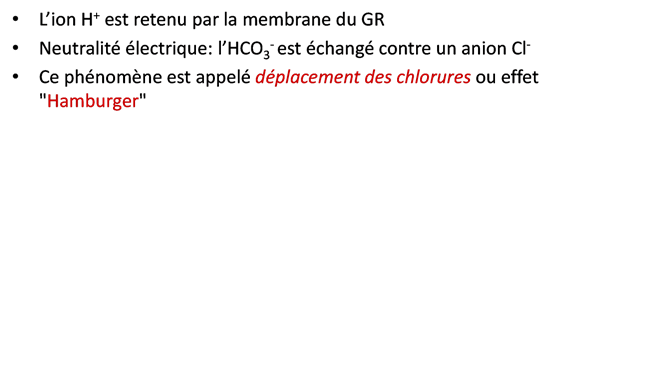 • L’ion H⁺ est retenu par la membrane du GR
• Neutralité électrique: l’HCO₃⁻ est échangé contre un anion Cl⁻
• Ce phénomène est appelé déplacement des chlorures ou effet
"Hamburger"